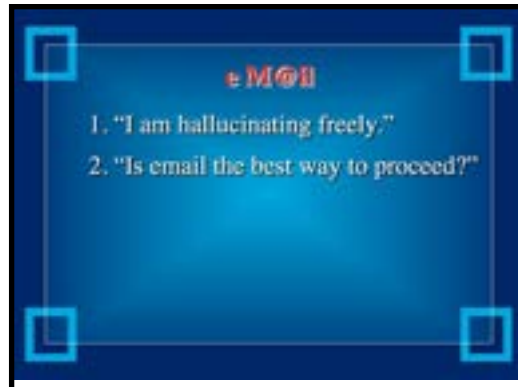 e M@il
1. “I am hallucinating freely.”
2. “Is email the best way to proceed?”